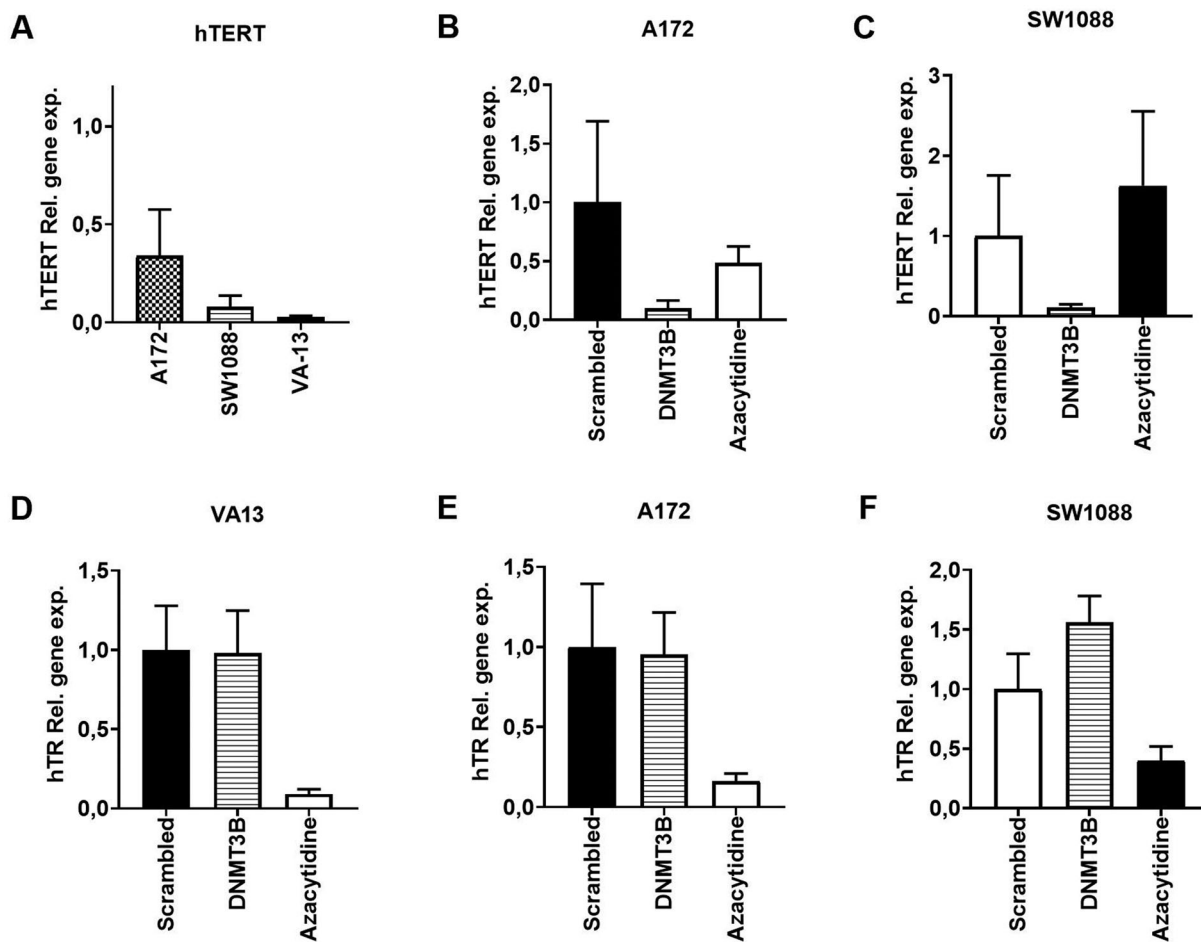 A
hTERT
hTERT Rel. gene exp.
1,0
0,5
0,0
A172
SW1088
VA-13
B
A172
hTERT Rel. gene exp.
2,0
1,5
1,0
0,5
0,0
Scrambled
DNMT3B
Azacytidine
C
SW1088
hTERT Rel. gene exp.
3
2
1
0
Scrambled
DNMT3B
Azacytidine
D
VA13
hTR Rel. gene exp.
1,5
1,0
0,5
0,0
Scrambled
DNMT3B
Azacytidine
E
A172
hTR Rel. gene exp.
1,5
1,0
0,5
0,0
Scrambled
DNMT3B
Azacytidine
F
SW1088
hTR Rel. gene exp.
2,0
1,5
1,0
0,5
0,0
Scrambled
DNMT3B
Azacytidine